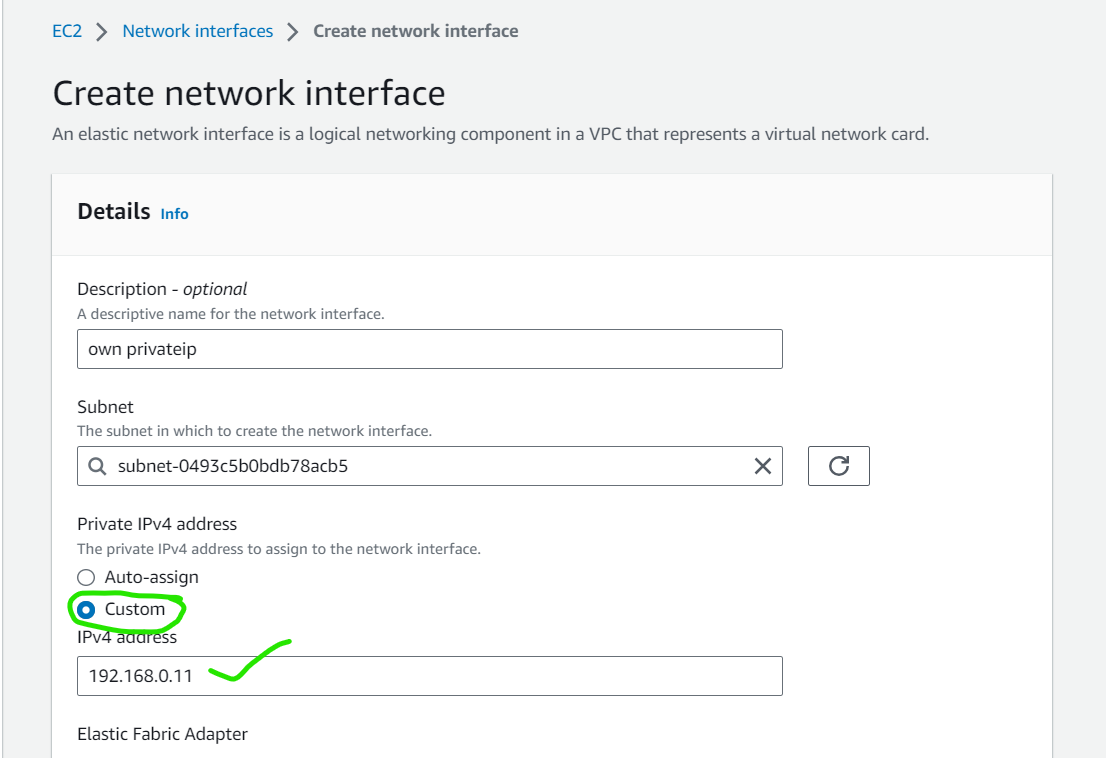 EC2 > Network interfaces > Create network interface
Create network interface
An elastic network interface is a logical networking component in a VPC that represents a virtual network card.
Details Info
Description - optional
A descriptive name for the network interface.
own privateip
Subnet
The subnet in which to create the network interface.
subnet-0493c5b0bdb78acb5
Private IPv4 address
The private IPv4 address to assign to the network interface.
Auto-assign
Custom
IPv4 address
192.168.0.11
Elastic Fabric Adapter